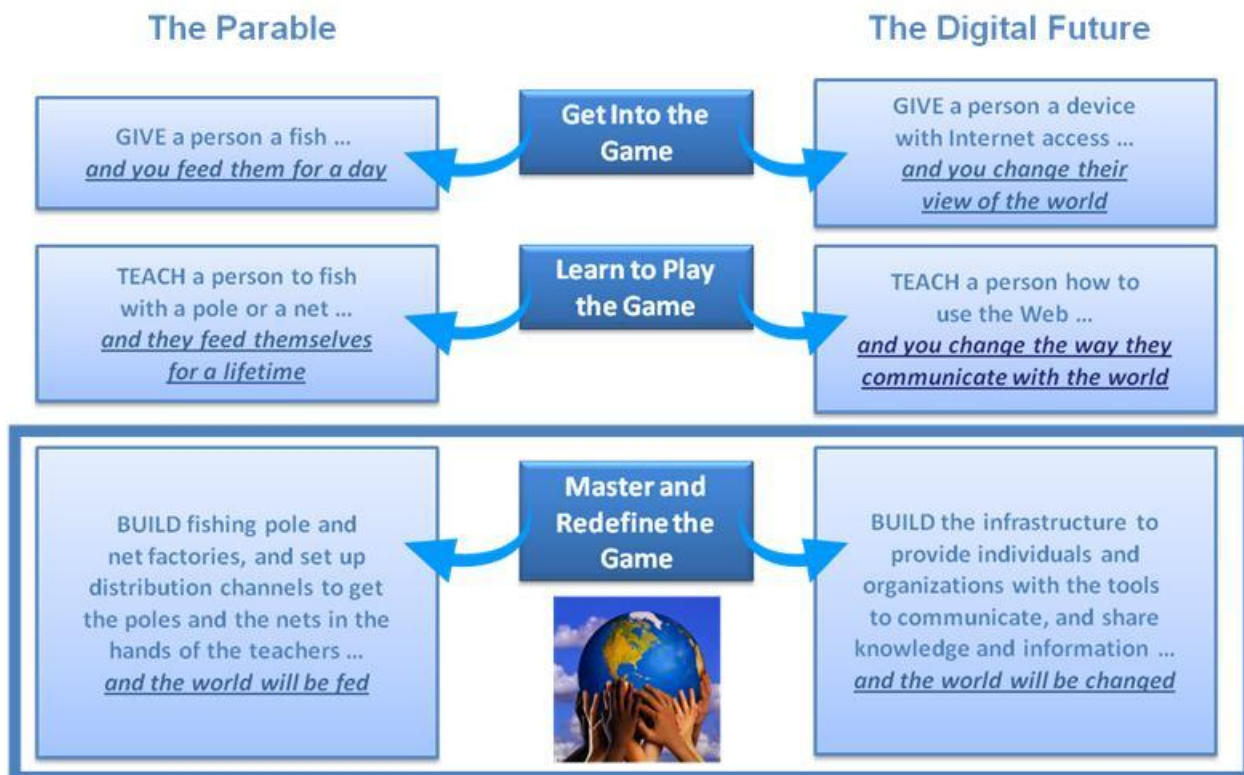 The Parable
The Digital Future
GIVE a person a fish ...
and you feed them for a day
Get Into the
Game
GIVE a person a device
with Internet access ...
and you change their
view of the world
TEACH a person to fish
with a pole or a net ...
and they feed themselves
for a lifetime
Learn to Play
the Game
TEACH a person how to
use the Web ...
and you change the way they
communicate with the world
BUILD fishing pole and
net factories, and set up
distribution channels to get
the poles and the nets in the
hands of the teachers ...
and the world will be fed
Master and
Redefine the
Game
BUILD the infrastructure to
provide individuals and
organizations with the tools
to communicate, and share
knowledge and information ...
and the world will be changed